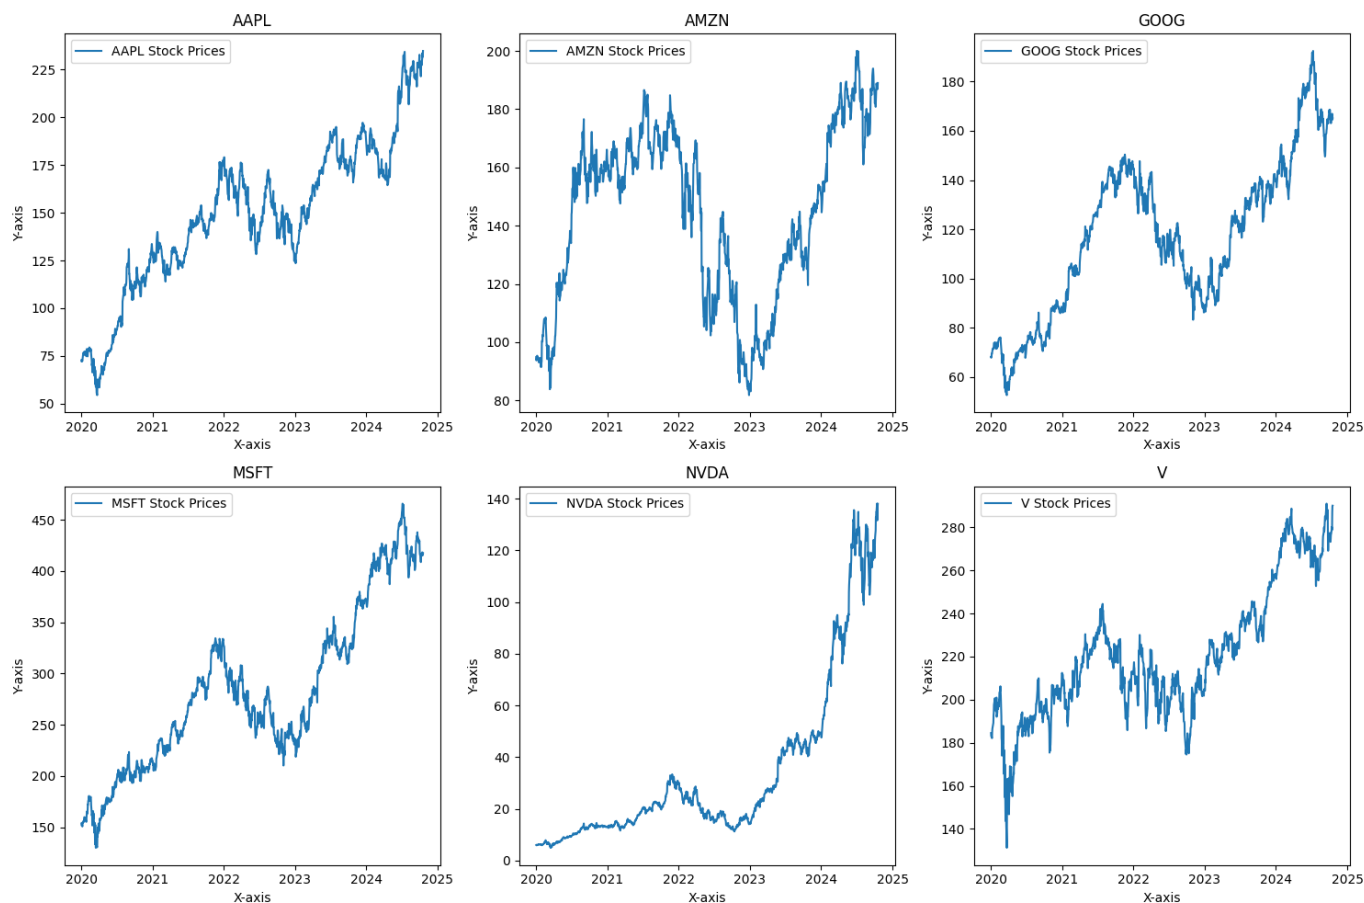 AAPL
AAPL Stock Prices
225
200
175
150
125
100
75
50
Y-axis
2020 2021 2022 2023 2024 2025
X-axis
AMZN
AMZN Stock Prices
200
180
160
140
120
100
80
Y-axis
2020 2021 2022 2023 2024 2025
X-axis
GOOG
GOOG Stock Prices
180
160
140
120
100
80
60
Y-axis
2020 2021 2022 2023 2024 2025
X-axis
MSFT
MSFT Stock Prices
450
400
350
300
250
200
150
Y-axis
2020 2021 2022 2023 2024 2025
X-axis
NVDA
NVDA Stock Prices
140
120
100
80
60
40
20
0
Y-axis
2020 2021 2022 2023 2024 2025
X-axis
V
V Stock Prices
280
260
240
220
200
180
160
140
Y-axis
2020 2021 2022 2023 2024 2025
X-axis